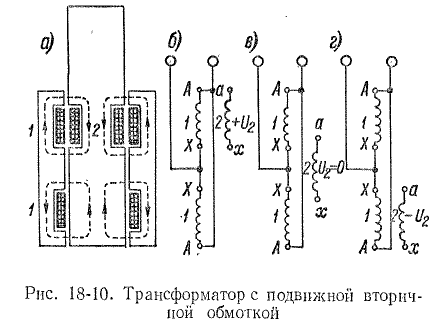 а) б) в) г)
1 2
1
A а 1 2 +U₂ X x
X 1 A
A 1 X а 2 U₂=0 x
X 1 A
A 1 X
X а 1 2 −U₂ A x
Рис. 18-10. Трансформатор с подвижной вторич-
ной обмоткой